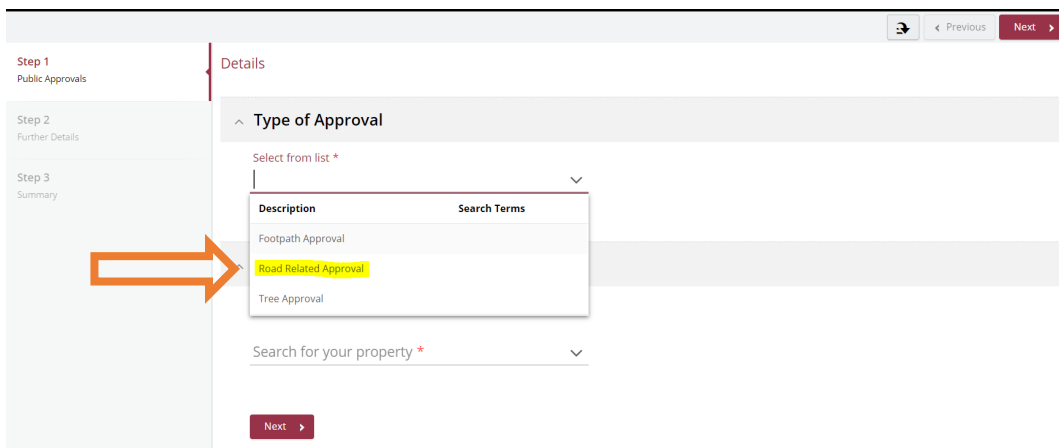 Previous
Next
Step 1
Public Approvals
Details
Step 2
Further Details
Type of Approval
Step 3
Summary
Select from list *
Description Search Terms
Footpath Approval
Road Related Approval
Tree Approval
Search for your property *
Next